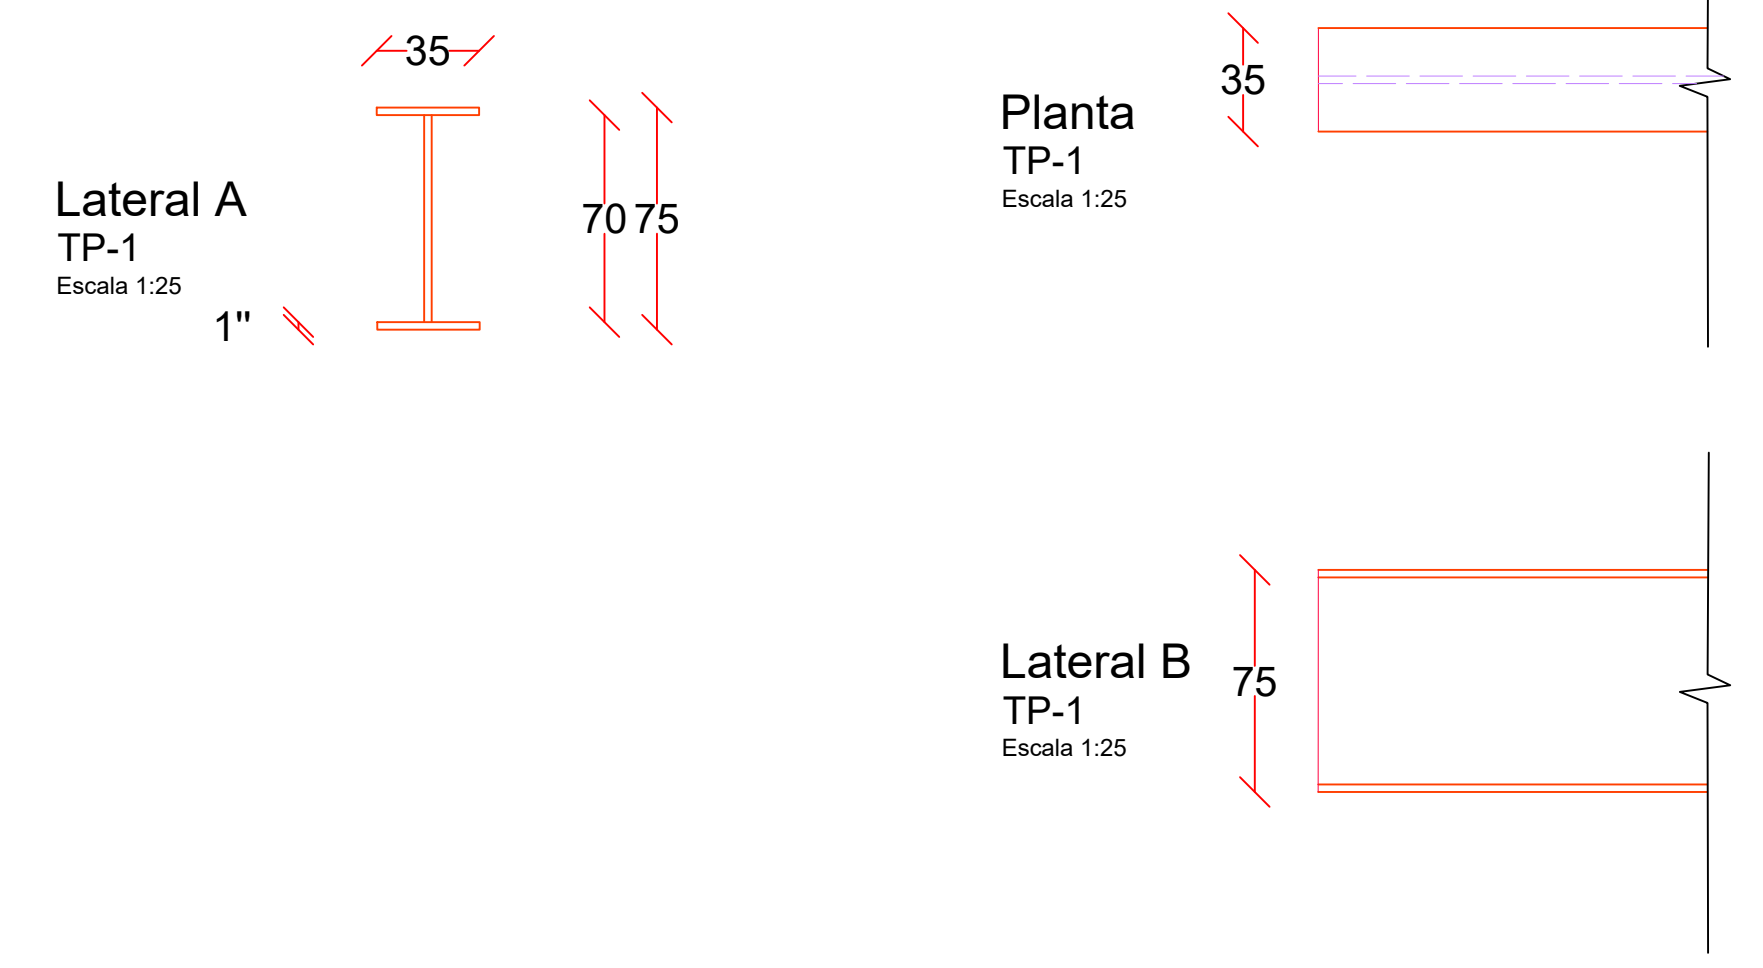 35
Lateral A
TP-1
Escala 1:25
1"
70 75
Planta
TP-1
Escala 1:25
35
Lateral B
TP-1
Escala 1:25
75